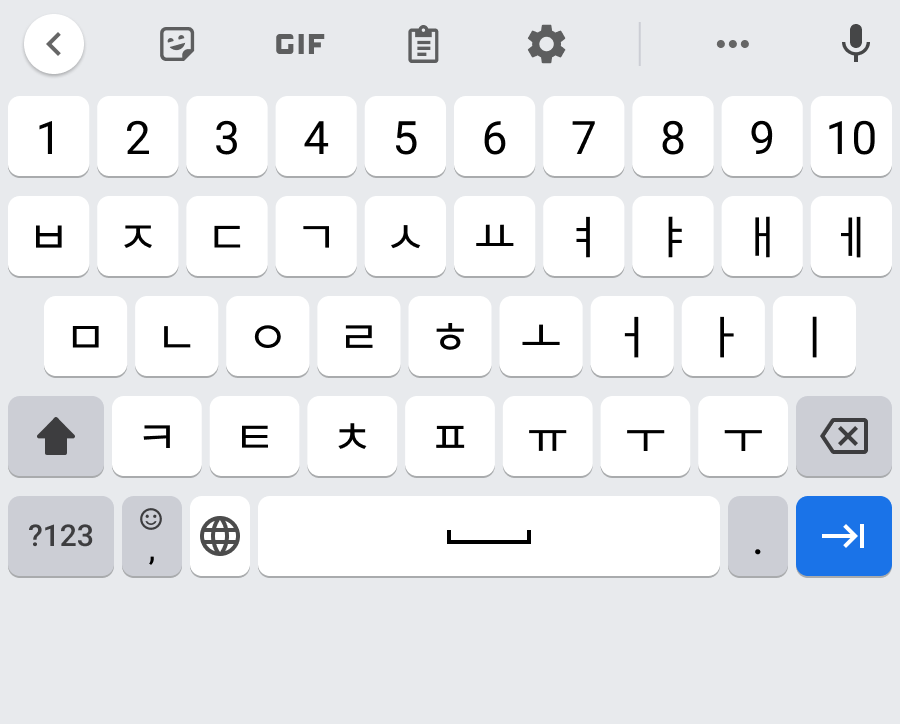 GIF
1 2 3 4 5 6 7 8 9 10
ㅂ ㅈ ㄷ ㄱ ㅅ ㅛ ㅕ ㅑ ㅐ ㅔ
ㅁ ㄴ ㅇ ㄹ ㅎ ㅗ ㅓ ㅏ ㅣ
ㅋ ㅌ ㅊ ㅍ ㅠ ㅜ ㅜ
?123 , .